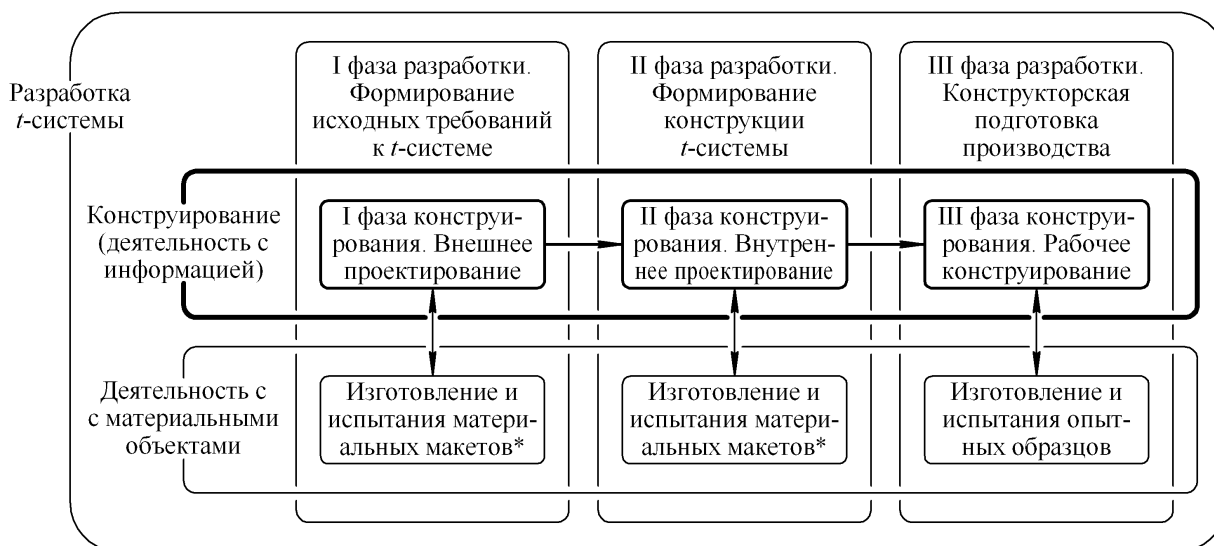 Разработка
t-системы
I фаза разработки.
Формирование
исходных требований
к t-системе
II фаза разработки.
Формирование
конструкции
t-системы
III фаза разработки.
Конструкторская
подготовка
производства
Конструирование
(деятельность с
информацией)
I фаза конструи-
рования. Внешнее
проектирование
II фаза конструи-
рования. Внутрен-
нее проектирование
III фаза конструи-
рования. Рабочее
конструирование
Деятельность с
с материальными
объектами
Изготовление и
испытания матери-
альных макетов*
Изготовление и
испытания матери-
альных макетов*
Изготовление и
испытания опыт-
ных образцов